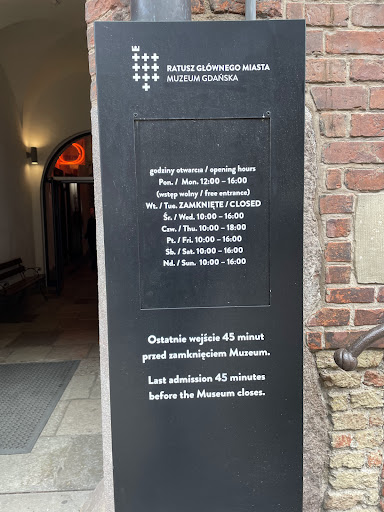 RATUSZ GŁÓWNEGO MIASTA
MUZEUM GDAŃSKA
godziny otwarcia / opening hours
Pon. / Mon. 12:00 – 16:00
(wstęp wolny / free entrance)
Wt. / Tue. ZAMKNIĘTE / CLOSED
Śr. / Wed. 10:00 – 16:00
Czw. / Thu. 10:00 – 18:00
Pt. / Fri. 10:00 – 16:00
Sb. / Sat. 10:00 – 16:00
Nd. / Sun. 10:00 – 16:00
Ostatnie wejście 45 minut
przed zamknięciem Muzeum.
Last admission 45 minutes
before the Museum closes.